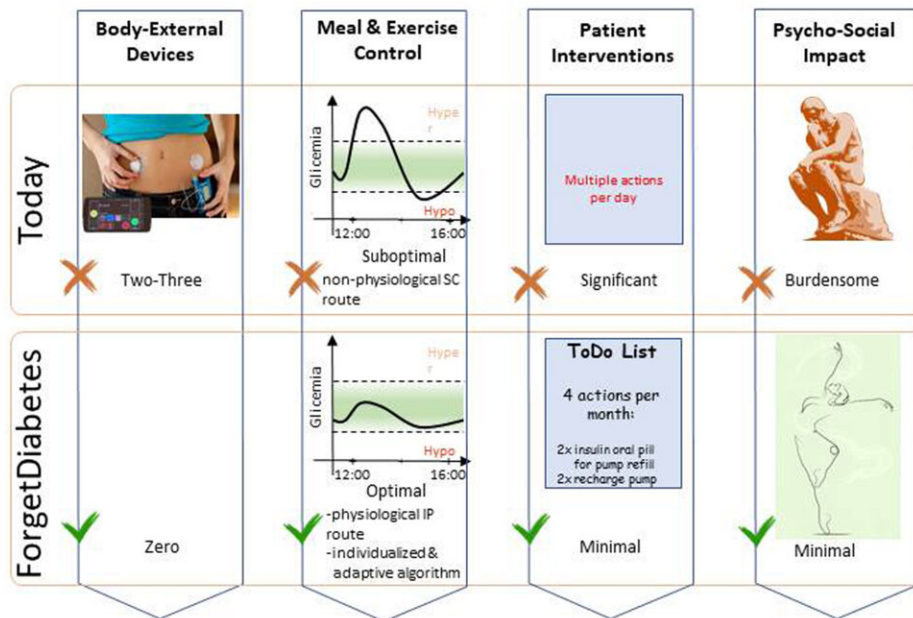 Body-External
Devices
Meal & Exercise
Control
Patient
Interventions
Psycho-Social
Impact
Today
Two-Three
Glicemia
Hype
r
Hypo
12:00
16:00
Suboptimal
non-physiological SC
route
Multiple actions
per day
Significant
Burdensome
ForgetDiabetes
Zero
Glicemia
Hype
r
Hypo
12:00
16:00
Optimal
-physiological IP
route
-individualized &
adaptive algorithm
ToDo List
4 actions per
month:
2x insulin oral pill
for pump refill
2x recharge pump
Minimal
Minimal